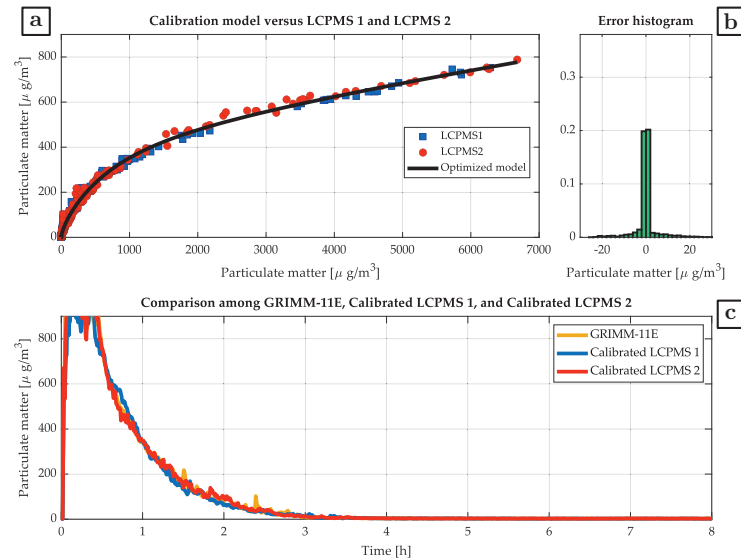 a
Calibration model versus LCPMS 1 and LCPMS 2
Particulate matter [μ g/m³]
800
600
400
200
0
0 1000 2000 3000 4000 5000 6000 7000
Particulate matter [μ g/m³]
LCPMS1
LCPMS2
Optimized model
b
Error histogram
0.3
0.2
0.1
0
-20 0 20
Particulate matter [μ g/m³]
c
Comparison among GRIMM-11E, Calibrated LCPMS 1, and Calibrated LCPMS 2
Particulate matter [μ g/m³]
800
600
400
200
0
0 1 2 3 4 5 6 7 8
Time [h]
GRIMM-11E
Calibrated LCPMS 1
Calibrated LCPMS 2